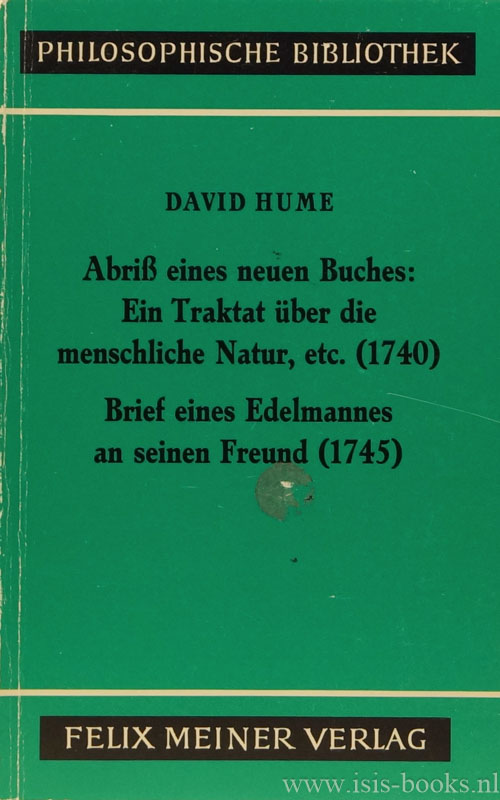 PHILOSOPHISCHE BIBLIOTHEK
DAVID HUME
Abriß eines neuen Buches:
Ein Traktat über die
menschliche Natur, etc. (1740)
Brief eines Edelmannes
an seinen Freund (1745)
FELIX MEINER VERLAG
www.isis-books.nl